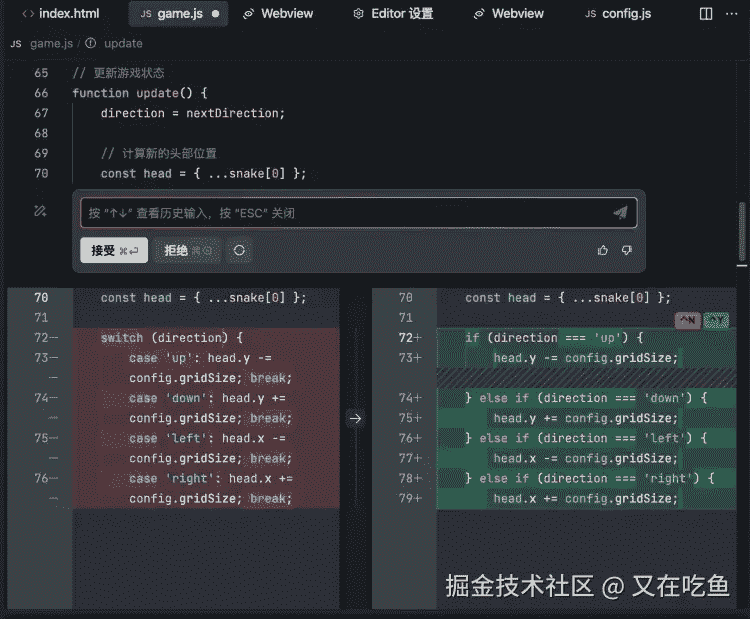 <> index.html JS game.js ● Webview Editor 设置 Webview JS config.js ···
JS game.js / update
65 // 更新游戏状态
66 function update() {
67 direction = nextDirection;
68
69 // 计算新的头部位置
70 const head = { ...snake[0] };
按 "↑↓" 查看历史输入，按 "ESC" 关闭
接受 ⌘⏎ 拒绝
70 const head = { ...snake[0] };
71
72— switch (direction) {
73— case 'up': head.y -=
— config.gridSize; break;
74— case 'down': head.y +=
— config.gridSize; break;
75— case 'left': head.x -=
— config.gridSize; break;
76— case 'right': head.x +=
— config.gridSize; break;
→
70 const head = { ...snake[0] };
71
^N ^Y
72+ if (direction === 'up') {
73+ head.y -= config.gridSize;
74+ } else if (direction === 'down') {
75+ head.y += config.gridSize;
76+ } else if (direction === 'left') {
77+ head.x -= config.gridSize;
78+ } else if (direction === 'right') {
79+ head.x += config.gridSize;
掘金技术社区 @ 又在吃鱼